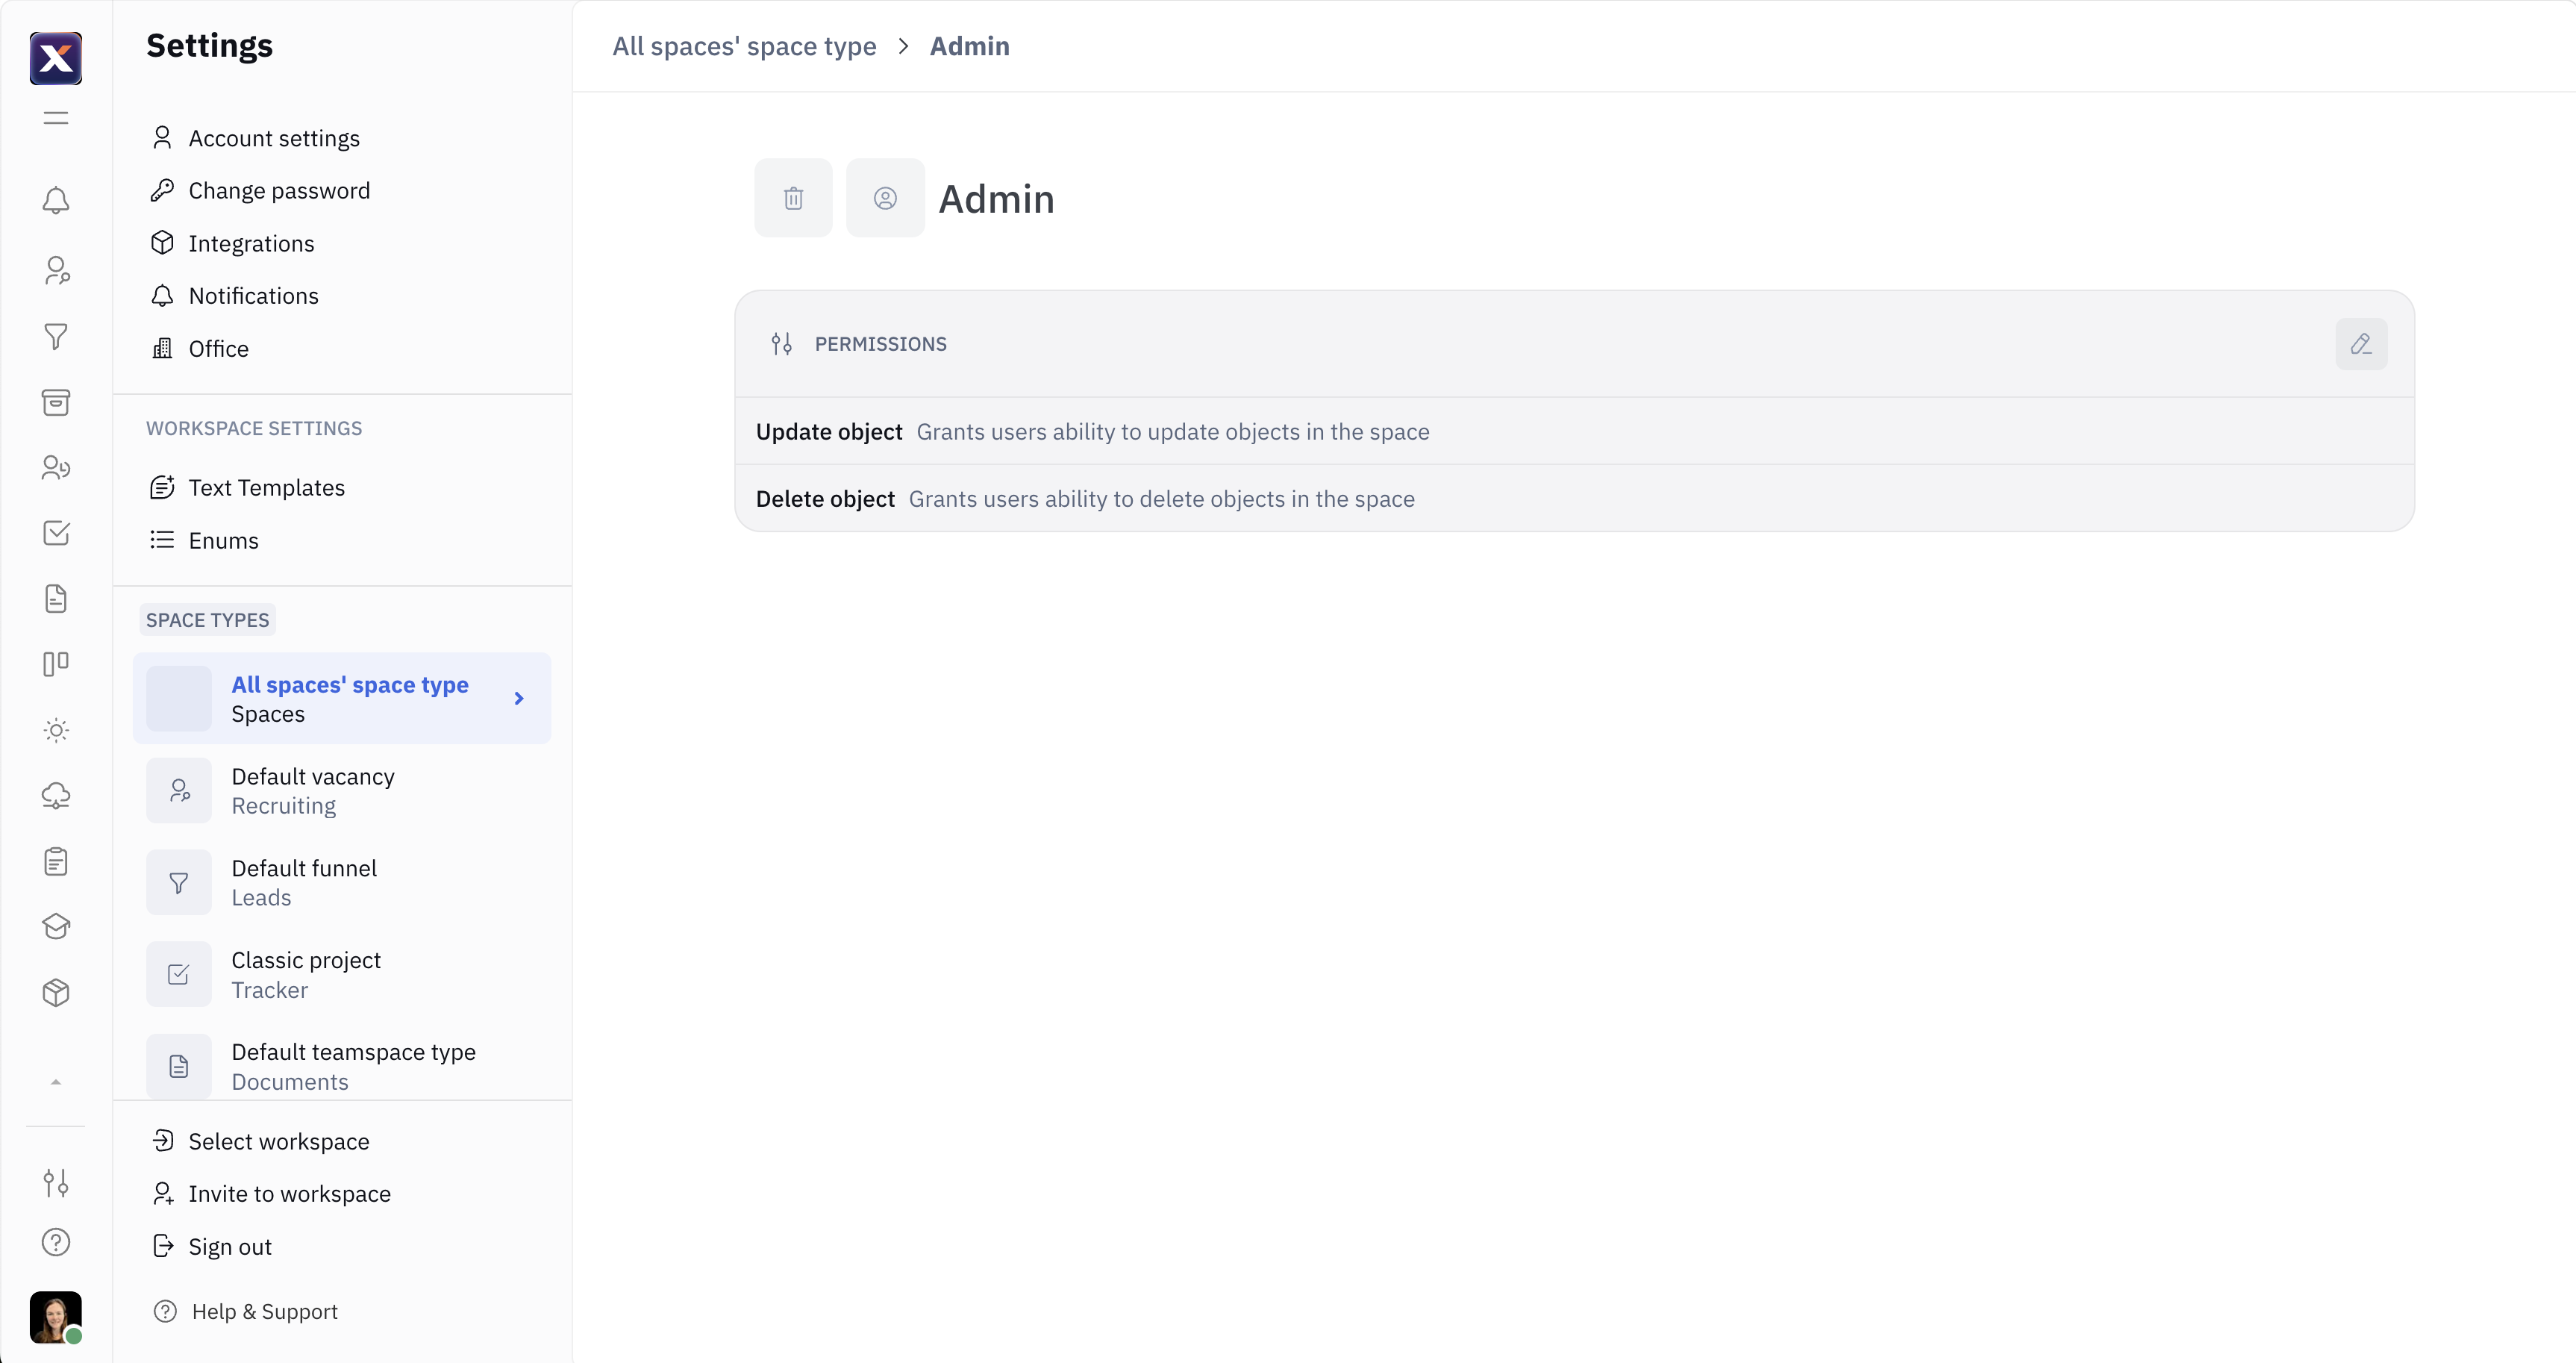 Settings
Account settings
Change password
Integrations
Notifications
Office
WORKSPACE SETTINGS
Text Templates
Enums
SPACE TYPES
All spaces' space type
Spaces
Default vacancy
Recruiting
Default funnel
Leads
Classic project
Tracker
Default teamspace type
Documents
Select workspace
Invite to workspace
Sign out
Help & Support
All spaces' space type > Admin
Admin
PERMISSIONS
Update object Grants users ability to update objects in the space
Delete object Grants users ability to delete objects in the space